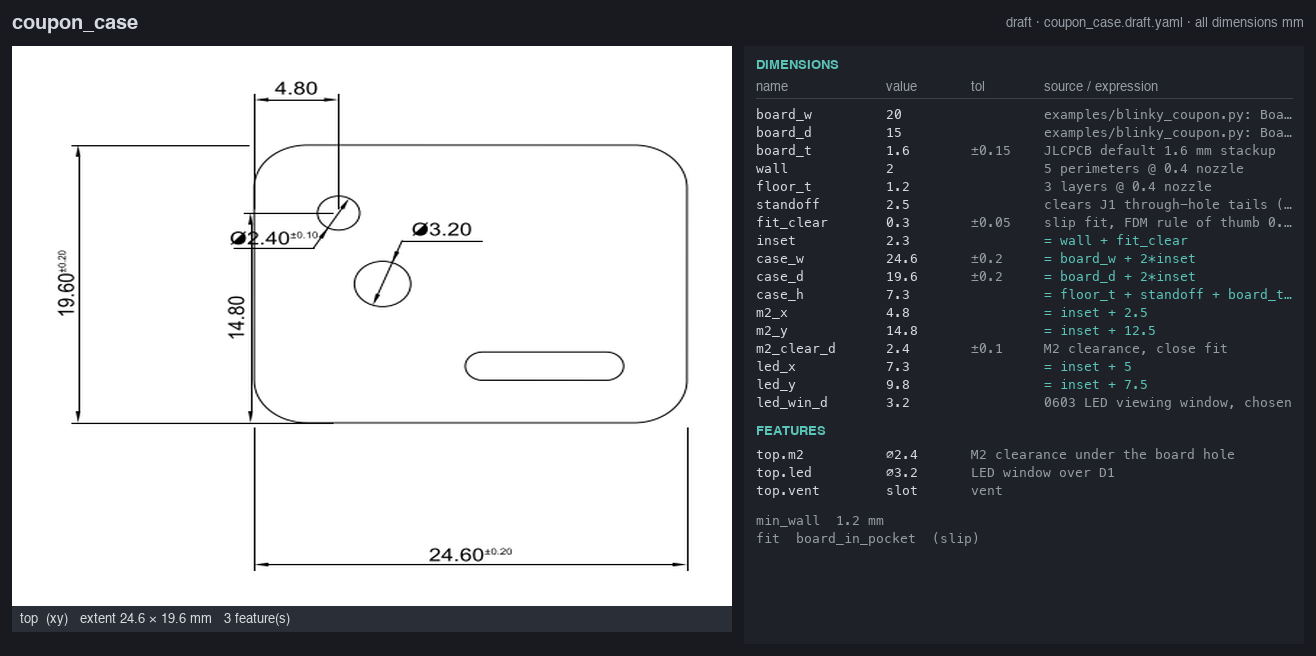 coupon_case
draft · coupon_case.draft.yaml · all dimensions mm
4.80
Ø2.40±0.10
Ø3.20
19.60±0.20
14.80
24.60±0.20
top (xy) extent 24.6 × 19.6 mm 3 feature(s)
DIMENSIONS
name value tol source / expression
board_w 20 examples/blinky_coupon.py: Boa…
board_d 15 examples/blinky_coupon.py: Boa…
board_t 1.6 ±0.15 JLCPCB default 1.6 mm stackup
wall 2 5 perimeters @ 0.4 nozzle
floor_t 1.2 3 layers @ 0.4 nozzle
standoff 2.5 clears J1 through−hole tails (…
fit_clear 0.3 ±0.05 slip fit, FDM rule of thumb 0.…
inset 2.3 = wall + fit_clear
case_w 24.6 ±0.2 = board_w + 2*inset
case_d 19.6 ±0.2 = board_d + 2*inset
case_h 7.3 = floor_t + standoff + board_t…
m2_x 4.8 = inset + 2.5
m2_y 14.8 = inset + 12.5
m2_clear_d 2.4 ±0.1 M2 clearance, close fit
led_x 7.3 = inset + 5
led_y 9.8 = inset + 7.5
led_win_d 3.2 0603 LED viewing window, chosen
FEATURES
top.m2 ⌀2.4 M2 clearance under the board hole
top.led ⌀3.2 LED window over D1
top.vent slot vent
min_wall 1.2 mm
fit board_in_pocket (slip)